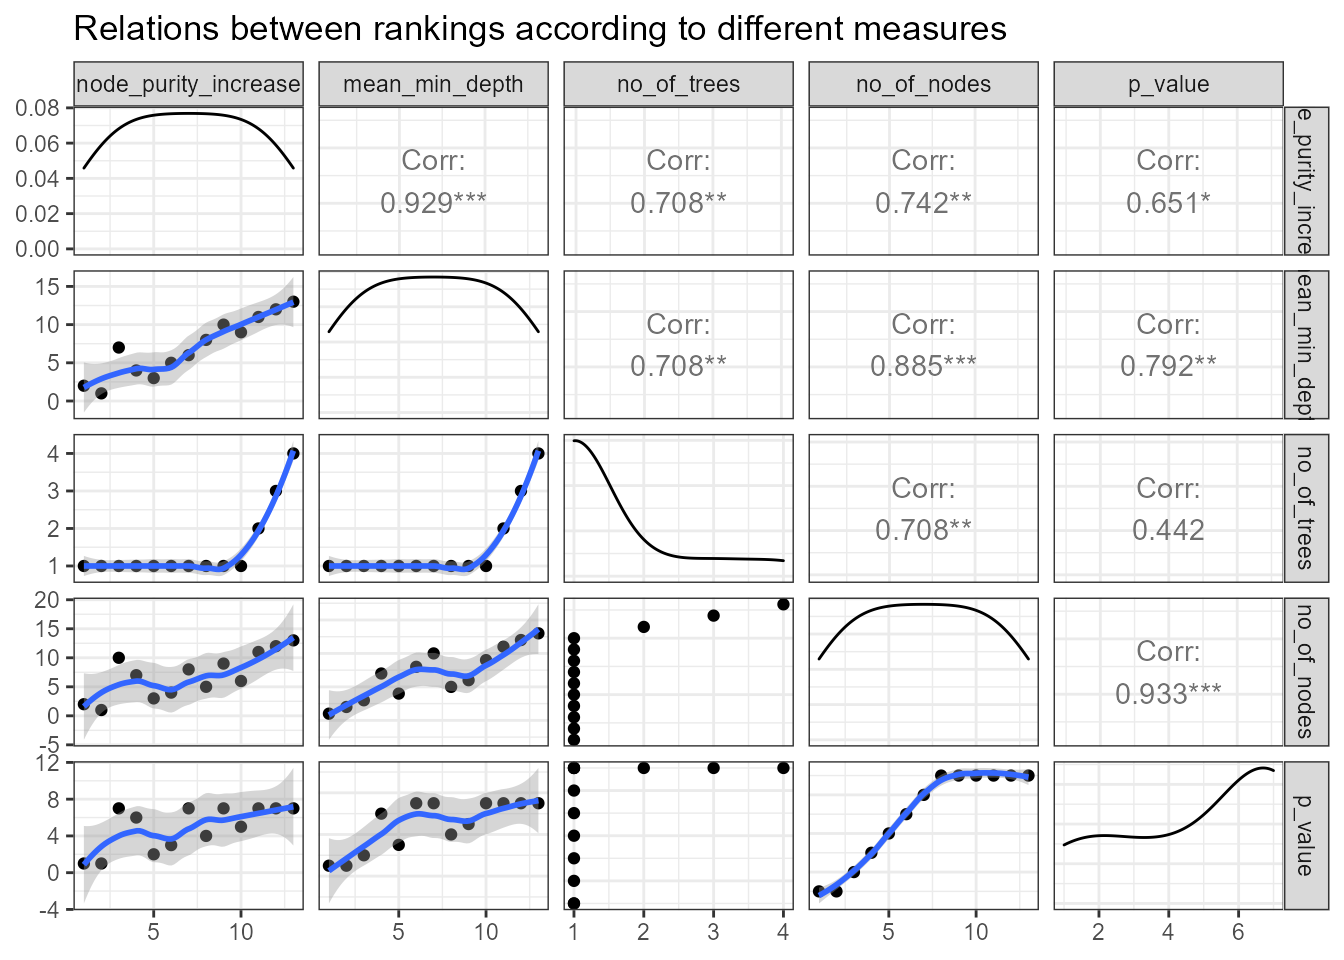 Relations between rankings according to different measures
node_purity_increase mean_min_depth no_of_trees no_of_nodes p_value
0.08
0.06
0.04
0.02
0.00
Corr:
0.929***
Corr:
0.708**
Corr:
0.742**
Corr:
0.651*
e_purity_incre
15
10
5
0
Corr:
0.708**
Corr:
0.885***
Corr:
0.792**
ean_min_dept
4
3
2
1
Corr:
0.708**
Corr:
0.442
no_of_trees
20
15
10
5
0
-5
Corr:
0.933***
no_of_nodes
12
8
4
0
-4
p_value
5 10 5 10 1 2 3 4 5 10 2 4 6